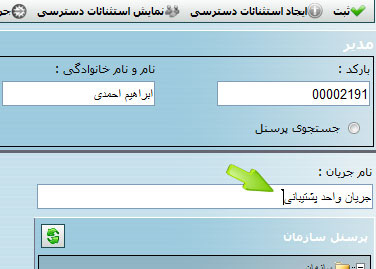 ثبت ایجاد استثنائات دسترسی نمایش استثنائات دسترسی
مدیر
بارکد : نام و نام خانوادگی :
00002191 ابراهیم احمدی
جستجوی پرسنل
نام جریان :
جریان واحد پشتیبانی
پرسنل سازمان
سازمان